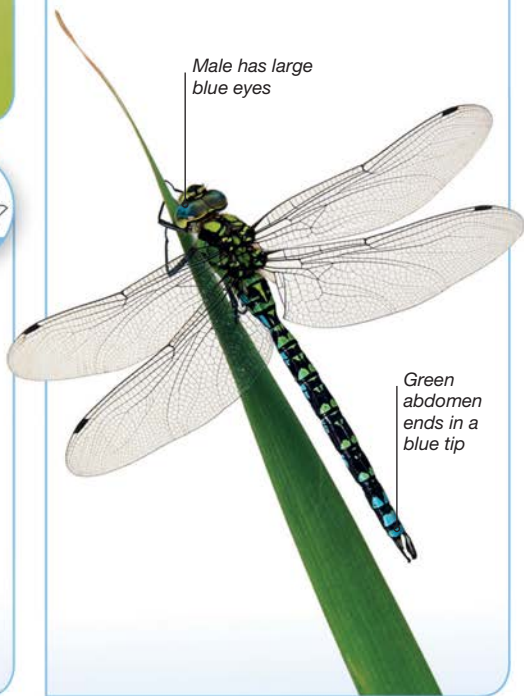 Male has large
blue eyes
Green
abdomen
ends in a
blue tip